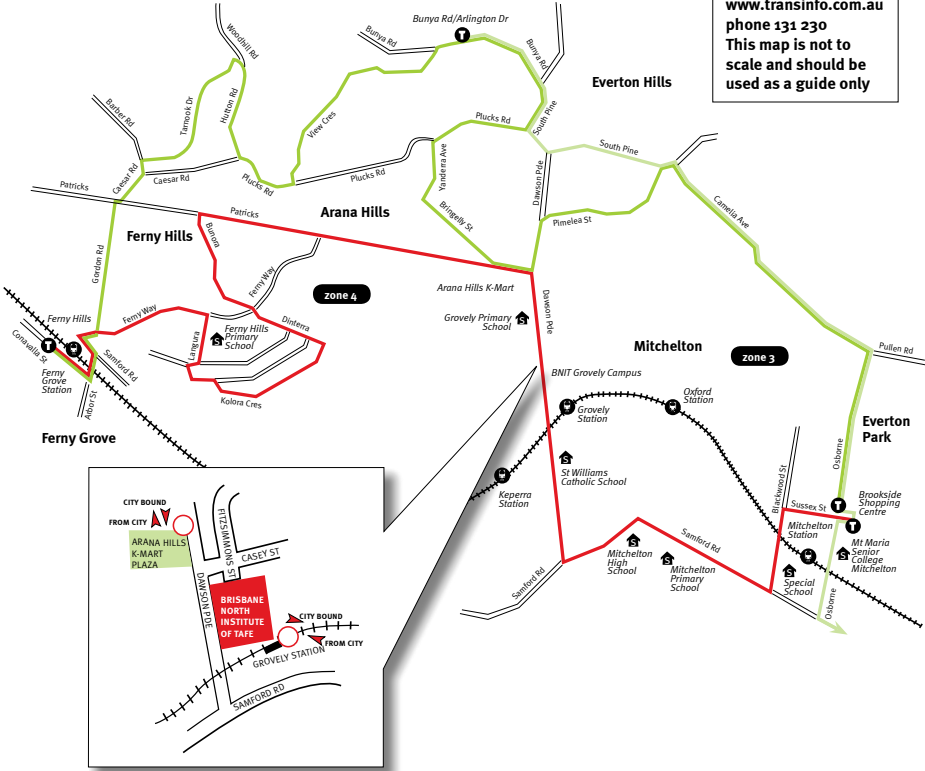 www.transinfo.com.au
phone 131 230
This map is not to
scale and should be
used as a guide only
Bunya Rd/Arlington Dr
Woodhill Rd
Bunya Rd
Bunya Rd
Everton Hills
Barber Rd
Tarnook Dr
Hutton Rd
View Cres
Plucks Rd
South Pine
South Pine
Caesar Rd
Caesar Rd
Plucks Rd
Plucks Rd
Yanderra Ave
Dawson Pde
Patricks
Patricks
Arana Hills
Bringelly St
Pimelea St
Camelia Ave
Ferny Hills
Bunora
Gordon Rd
Ferny Way
zone 4
Arana Hills K-Mart
Dawson Pde
Grovely Primary
School
Mitchelton
zone 3
Pullen Rd
Ferny Hills
Ferny Way
Dinterra
Langura
Ferny Hills
Primary
School
Conavalla St
Samford Rd
Ferny
Grove
Station
Arbor St
Kolora Cres
BNIT Grovely Campus
Oxford
Station
Grovely
Station
Everton
Park
Ferny Grove
Osborne
St Williams
Catholic School
Keperra
Station
Blackwood St
Sussex St
Brookside
Shopping
Centre
Mitchelton
Station
Mt Maria
Senior
College
Mitchelton
Samford Rd
Mitchelton
High
School
Mitchelton
Primary
School
Special
School
Samford Rd
Osborne
CITY BOUND
FROM CITY
ARANA HILLS
K-MART
PLAZA
FITZSIMMONS ST
CASEY ST
DAWSON PDE
BRISBANE
NORTH
INSTITUTE
OF TAFE
CITY BOUND
FROM CITY
GROVELY STATION
SAMFORD RD
T
T
T
T
S
S
S
S
S
S
S